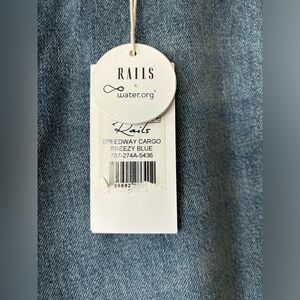 RAILS
x
water.org
Rails
SPEEDWAY CARGO
BREEZY BLUE
787-274A-5436